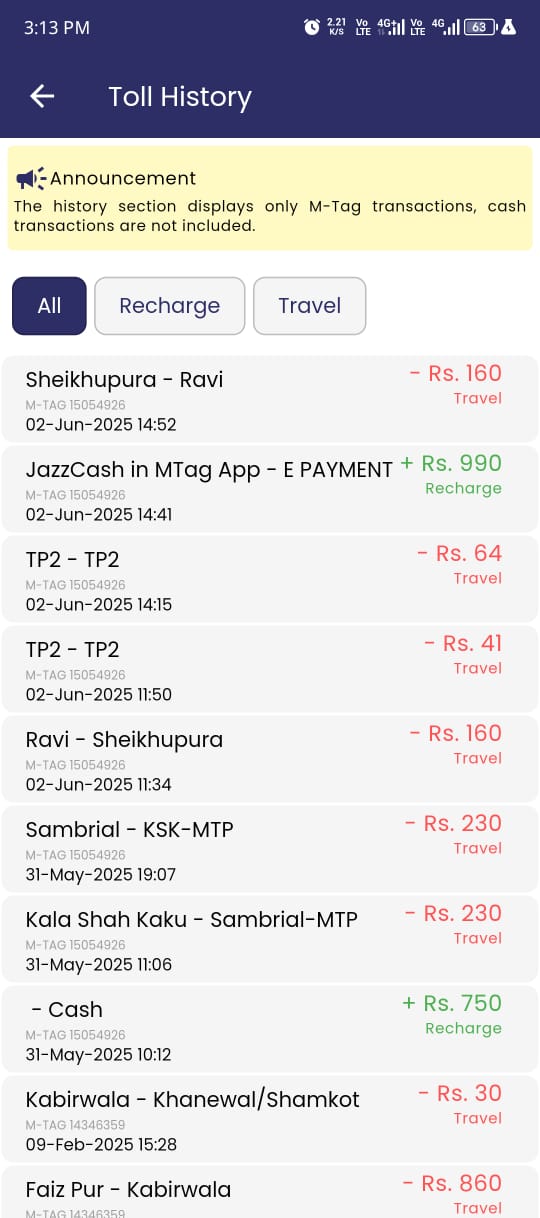 3:13 PM
2.21 K/S Vo LTE 4G+ Vo LTE 4G 63
Toll History
Announcement
The history section displays only M-Tag transactions, cash
transactions are not included.
All Recharge Travel
Sheikhupura - Ravi - Rs. 160
M-TAG 15054926 Travel
02-Jun-2025 14:52
JazzCash in MTag App - E PAYMENT + Rs. 990
M-TAG 15054926 Recharge
02-Jun-2025 14:41
TP2 - TP2 - Rs. 64
M-TAG 15054926 Travel
02-Jun-2025 14:15
TP2 - TP2 - Rs. 41
M-TAG 15054926 Travel
02-Jun-2025 11:50
Ravi - Sheikhupura - Rs. 160
M-TAG 15054926 Travel
02-Jun-2025 11:34
Sambrial - KSK-MTP - Rs. 230
M-TAG 15054926 Travel
31-May-2025 19:07
Kala Shah Kaku - Sambrial-MTP - Rs. 230
M-TAG 15054926 Travel
31-May-2025 11:06
- Cash + Rs. 750
M-TAG 15054926 Recharge
31-May-2025 10:12
Kabirwala - Khanewal/Shamkot - Rs. 30
M-TAG 14346359 Travel
09-Feb-2025 15:28
Faiz Pur - Kabirwala - Rs. 860
M-TAG 14346359 Travel